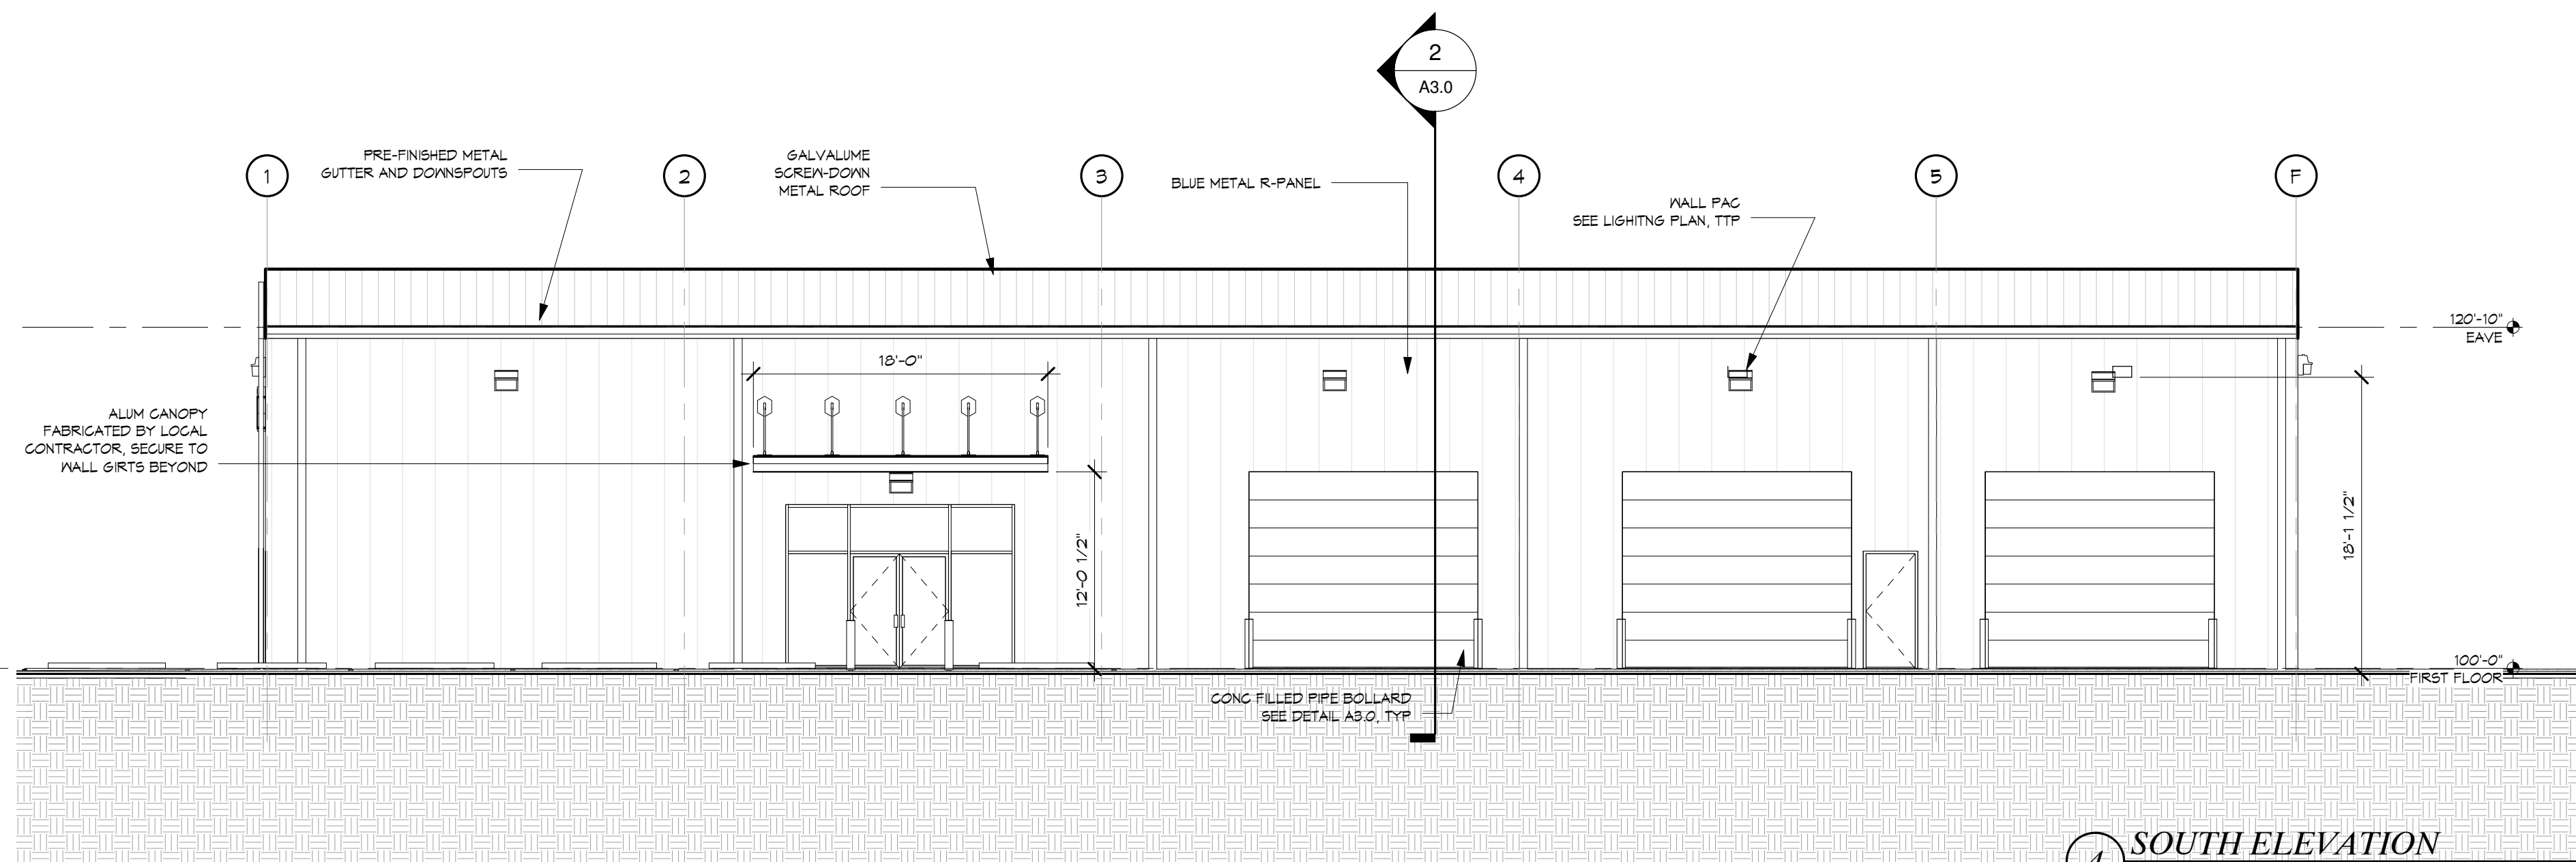 2
A3.0
PRE-FINISHED METAL
GUTTER AND DOWNSPOUTS
GALVALUME
SCREW-DOWN
METAL ROOF
BLUE METAL R-PANEL
1
2
3
4
5
F
WALL PAC
SEE LIGHITNG PLAN, TTP
120'-10"
EAVE
18'-0"
ALUM CANOPY
FABRICATED BY LOCAL
CONTRACTOR, SECURE TO
WALL GIRTS BEYOND
12'-0 1/2"
18'-1 1/2"
100'-0"
FIRST FLOOR
CONC FILLED PIPE BOLLARD
SEE DETAIL A3.0, TYP
SOUTH ELEVATION